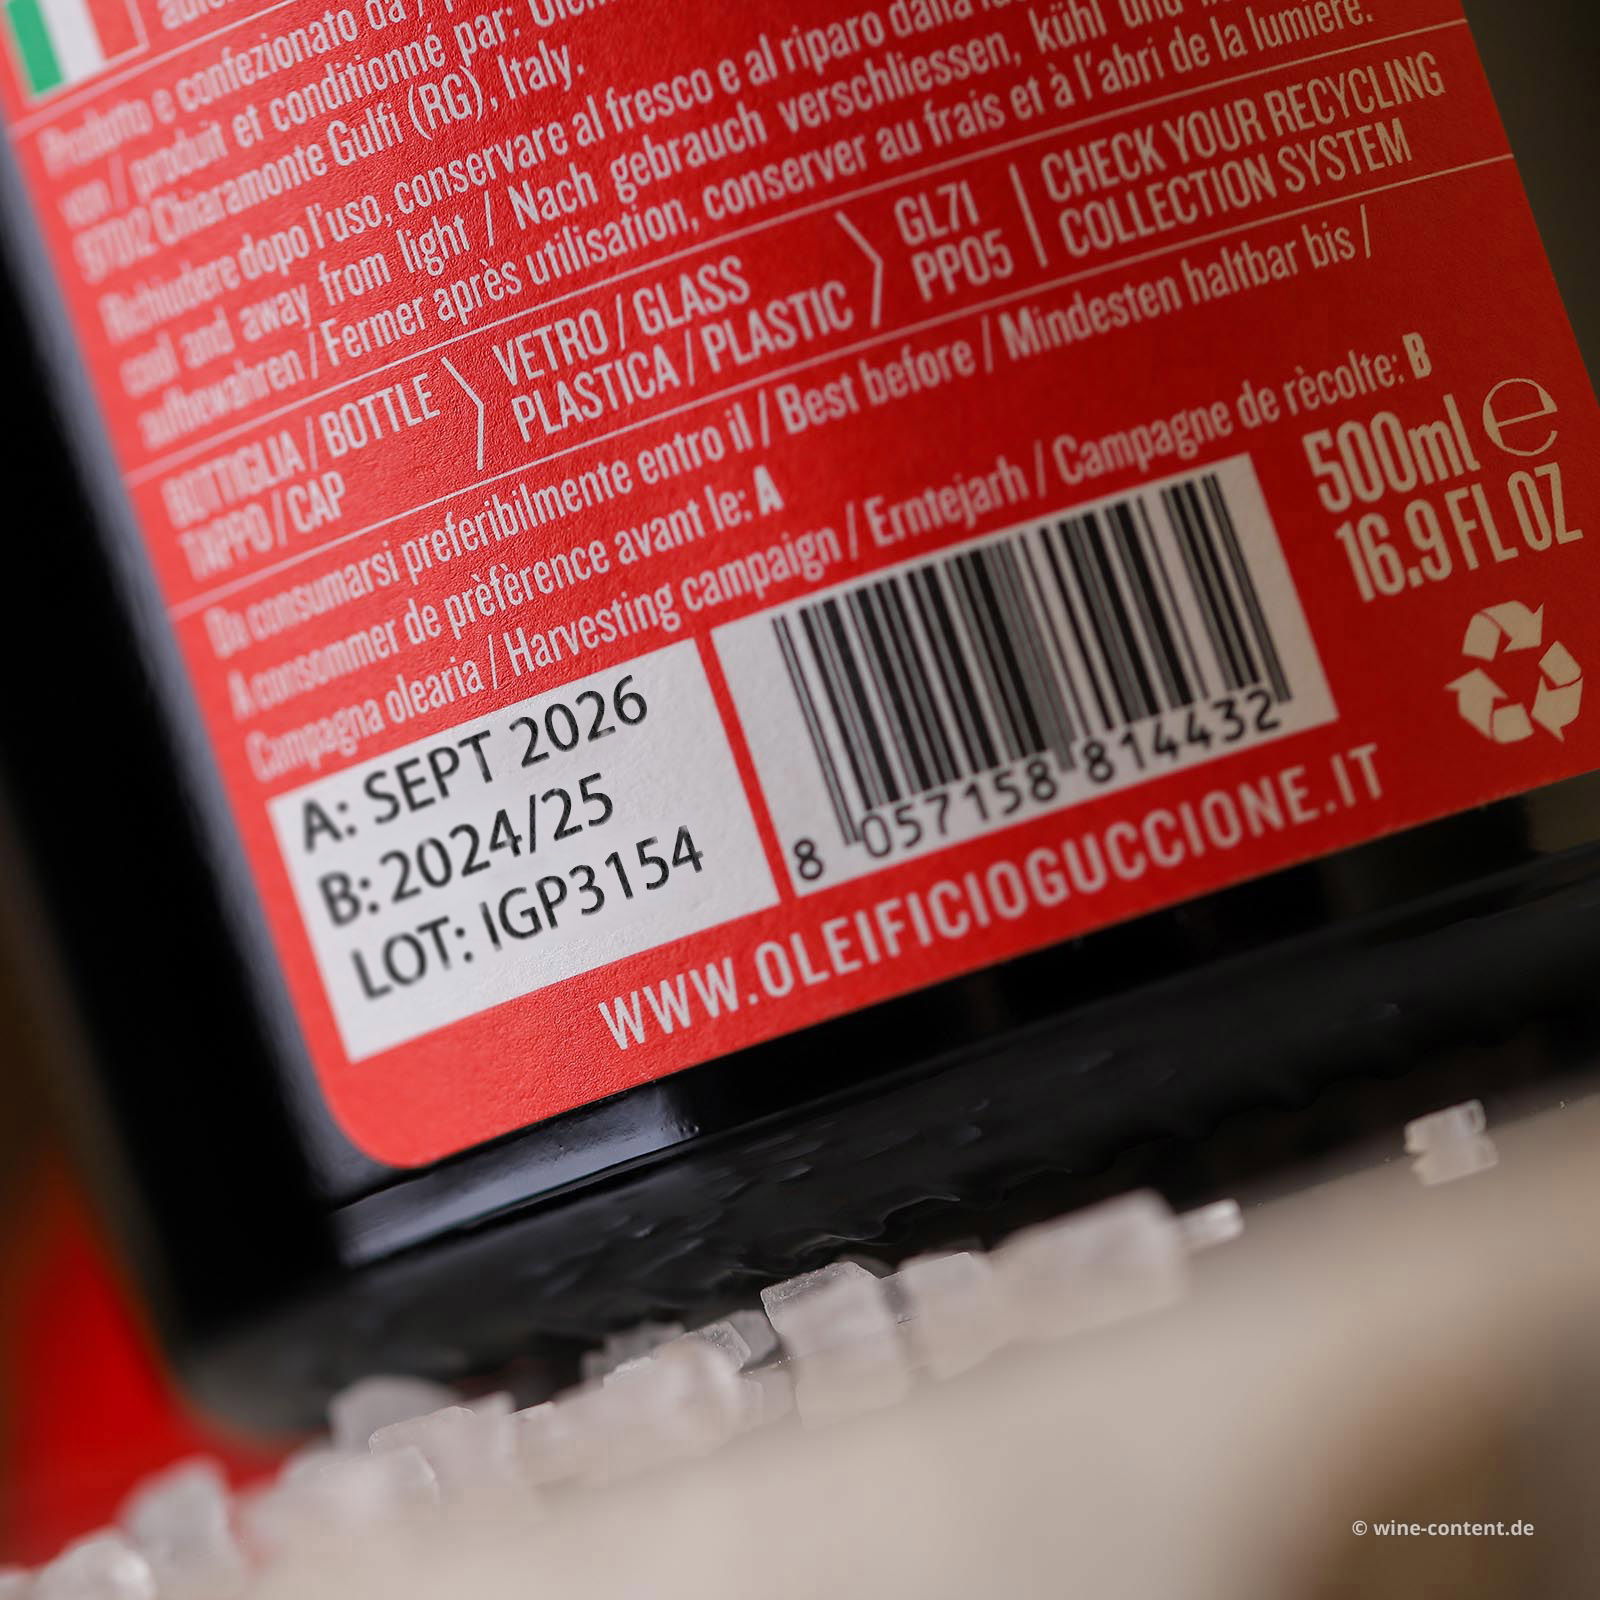 Prodotto e confezionato da /
von / produit et conditionné par:
97012 Chiaramonte Gulfi (RG), Italy.
Richiudere dopo l'uso, conservare al fresco e al riparo dalla
cool and away from light / Nach gebrauch verschliessen, kühl und
aufbewahren / Fermer après utilisation, conserver au frais et à l'abri de la lumière.
BOTTIGLIA / BOTTLE VETRO / GLASS GL71 CHECK YOUR RECYCLING
TAPPO / CAP PLASTICA / PLASTIC PP05 COLLECTION SYSTEM
Da consumarsi preferibilmente entro il / Best before / Mindesten haltbar bis /
A consommer de prèfèrence avant le: A
Campagna olearia / Harvesting campaign / Erntejarh / Campagne de rècolte: B
A: SEPT 2026
B: 2024/25
LOT: IGP3154
8 057158 814432
500ml e
16.9 FL OZ
WWW.OLEIFICIOGUCCIONE.IT
© wine-content.de